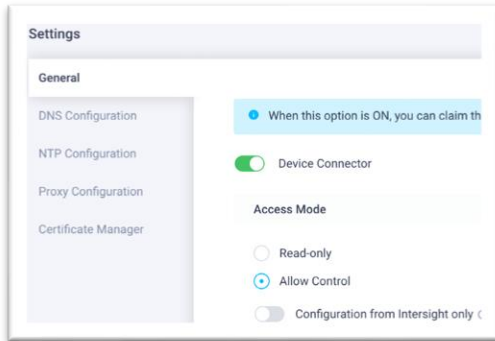 Settings
General
DNS Configuration
NTP Configuration
Proxy Configuration
Certificate Manager
When this option is ON, you can claim th
Device Connector
Access Mode
Read-only
Allow Control
Configuration from Intersight only